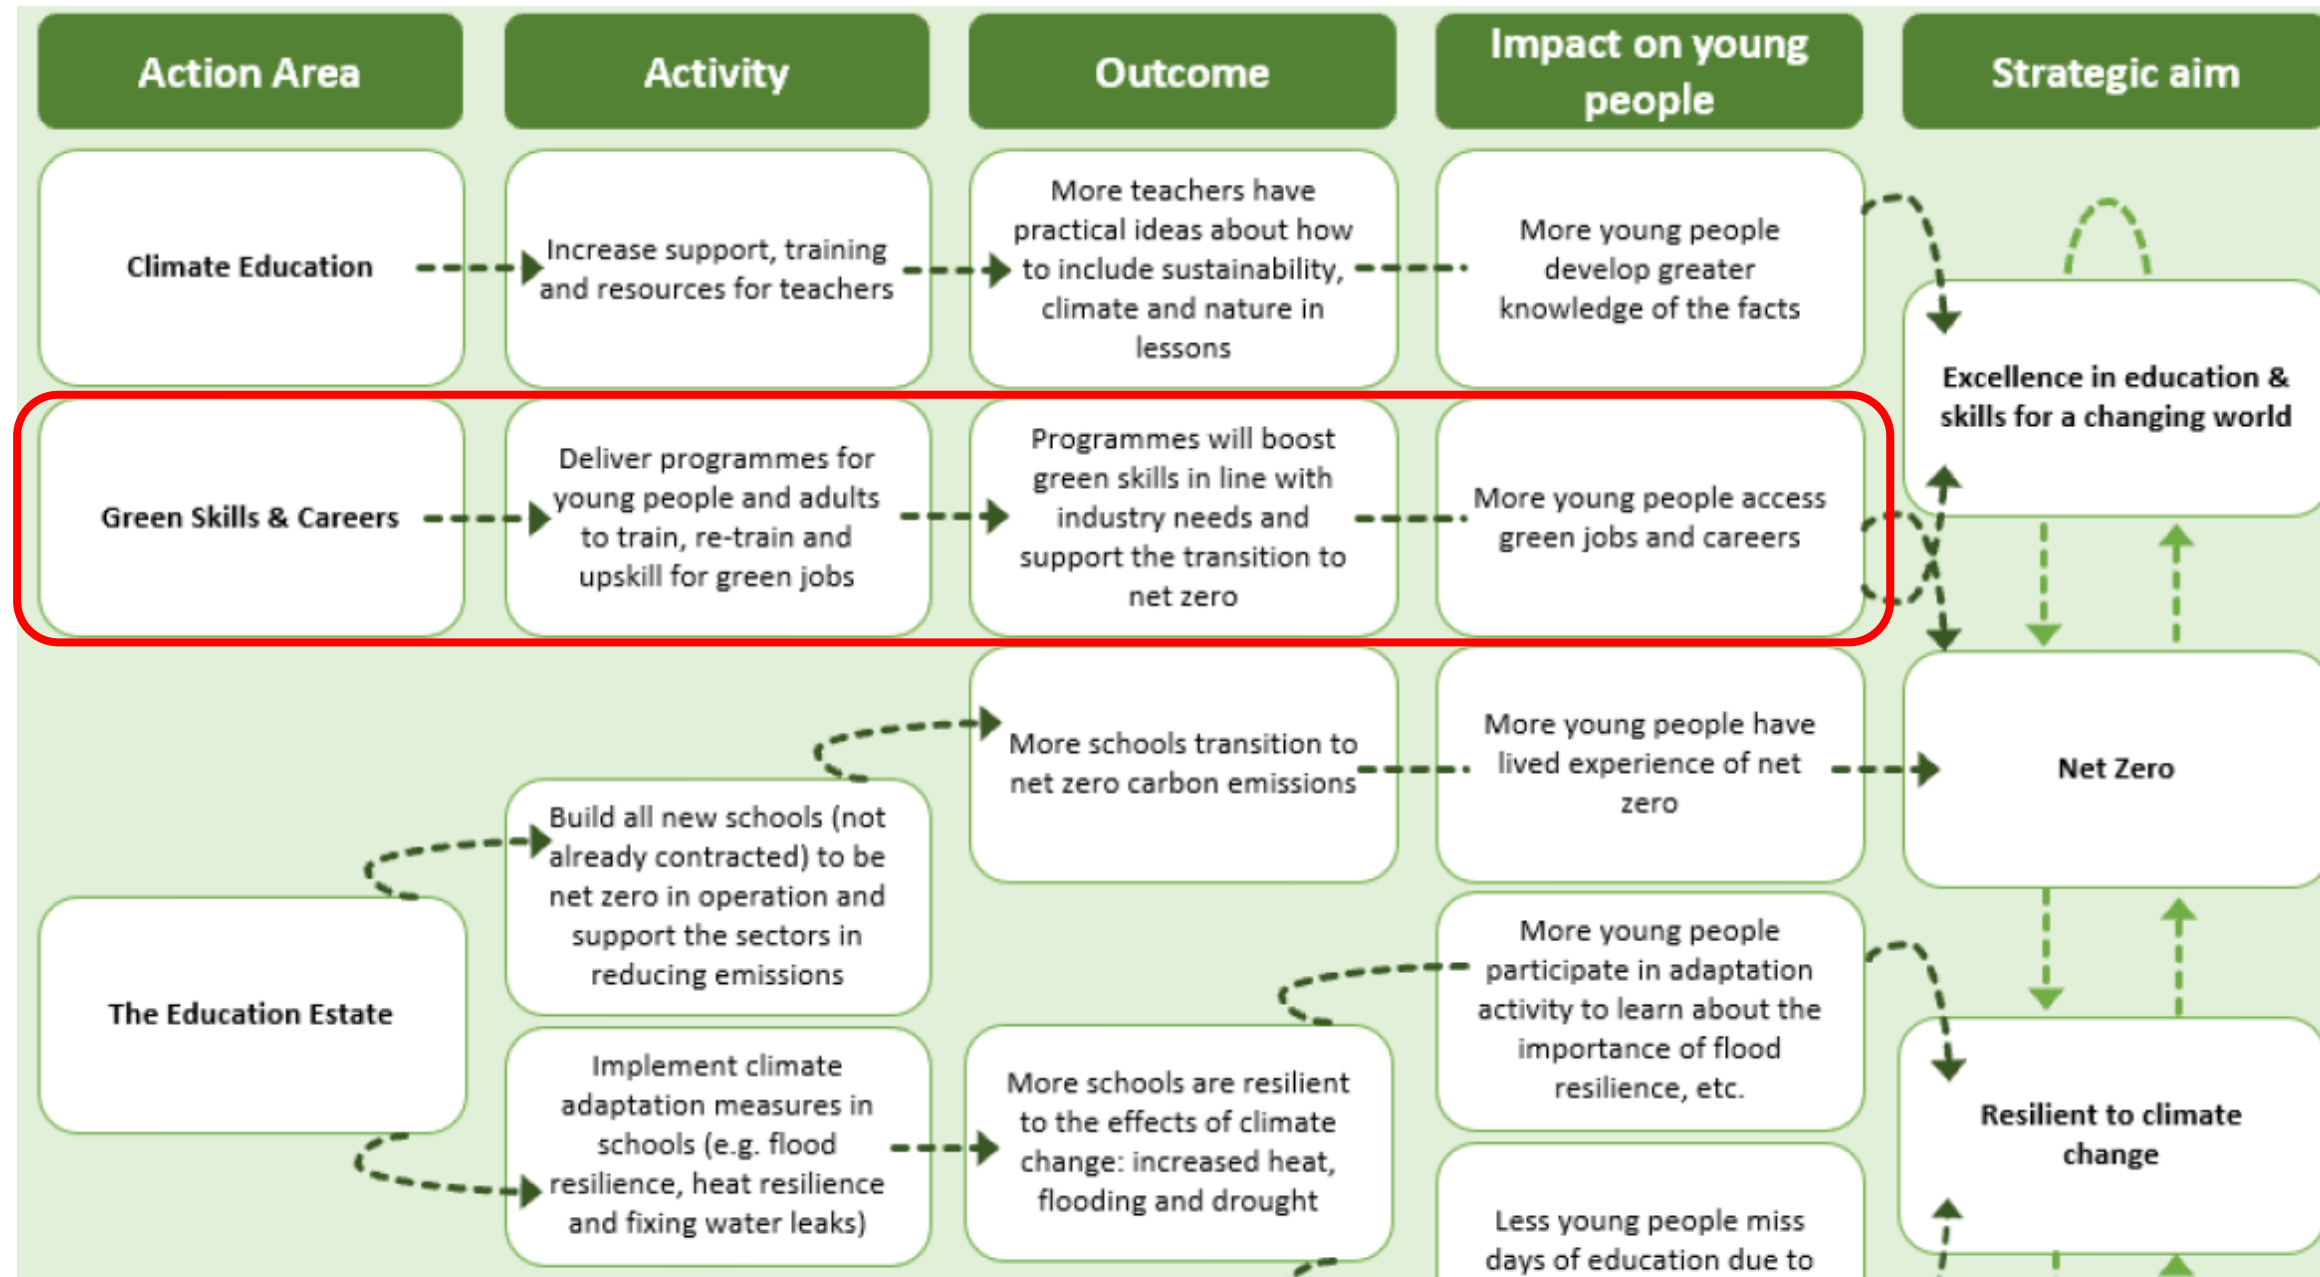 Action Area
Activity
Outcome
Impact on young
people
Strategic aim
Climate Education
Increase support, training
and resources for teachers
More teachers have
practical ideas about how
to include sustainability,
climate and nature in
lessons
More young people
develop greater
knowledge of the facts
Excellence in education &
skills for a changing world
Green Skills & Careers
Deliver programmes for
young people and adults
to train, re-train and
upskill for green jobs
Programmes will boost
green skills in line with
industry needs and
support the transition to
net zero
More young people access
green jobs and careers
More schools transition to
net zero carbon emissions
More young people have
lived experience of net
zero
Net Zero
The Education Estate
Build all new schools (not
already contracted) to be
net zero in operation and
support the sectors in
reducing emissions
More young people
participate in adaptation
activity to learn about the
importance of flood
resilience, etc.
Implement climate
adaptation measures in
schools (e.g. flood
resilience, heat resilience
and fixing water leaks)
More schools are resilient
to the effects of climate
change: increased heat,
flooding and drought
Resilient to climate
change
Less young people miss
days of education due to